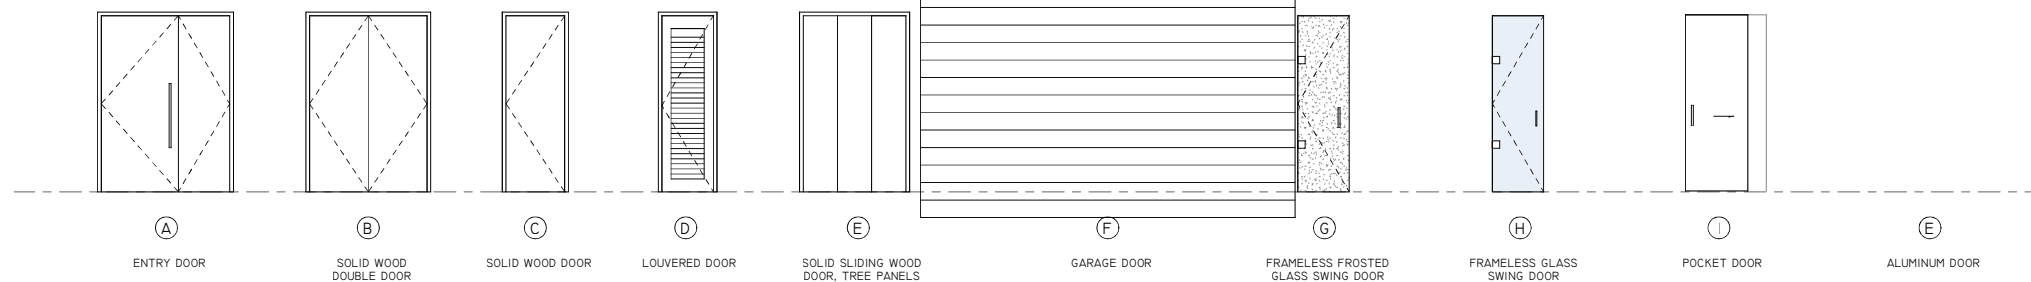 A
B
C
D
E
F
G
H
I
E
ENTRY DOOR
SOLID WOOD
DOUBLE DOOR
SOLID WOOD DOOR
LOUVERED DOOR
SOLID SLIDING WOOD
DOOR, TREE PANELS
GARAGE DOOR
FRAMELESS FROSTED
GLASS SWING DOOR
FRAMELESS GLASS
SWING DOOR
POCKET DOOR
ALUMINUM DOOR